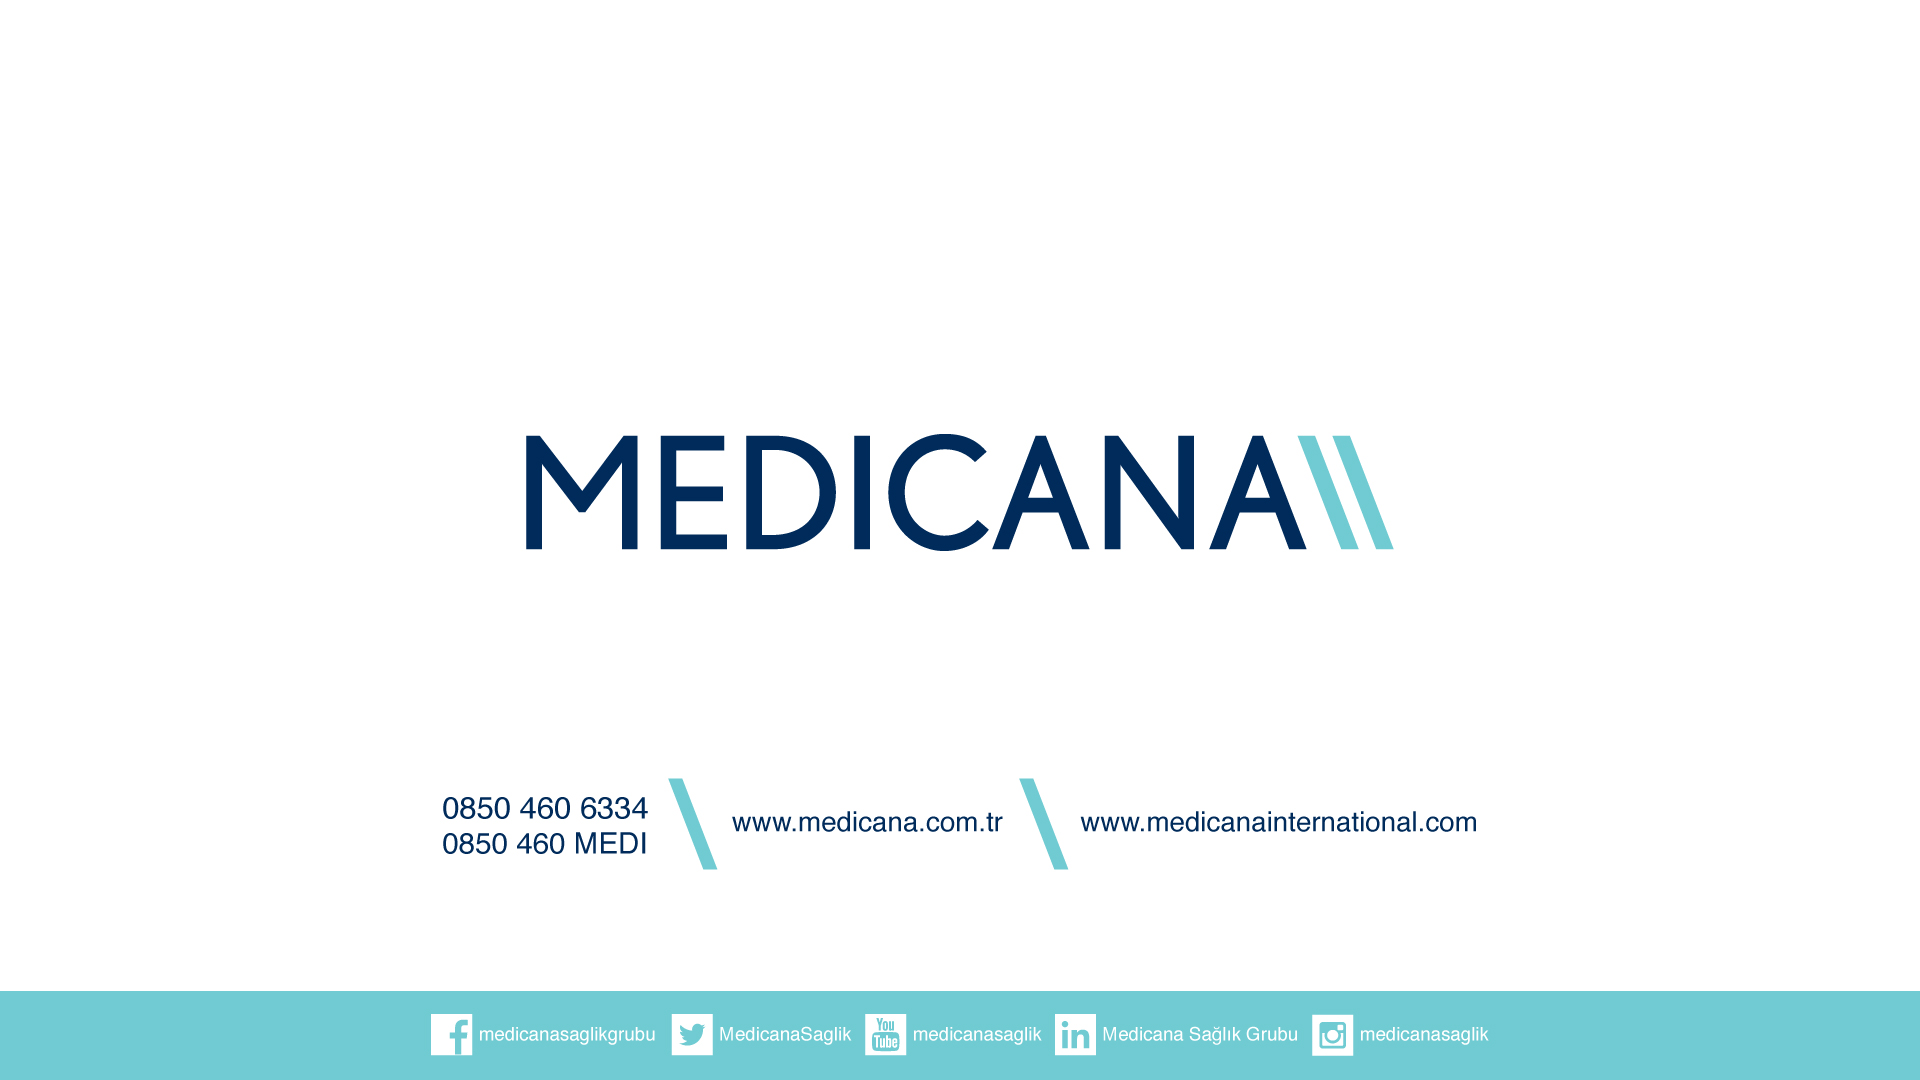 MEDICANA
0850 460 6334
0850 460 MEDI
www.medicana.com.tr
www.medicanainternational.com
medicanasaglikgrubu
MedicanaSaglik
You
Tube
medicanasaglik
in
Medicana Sağlık Grubu
medicanasaglik